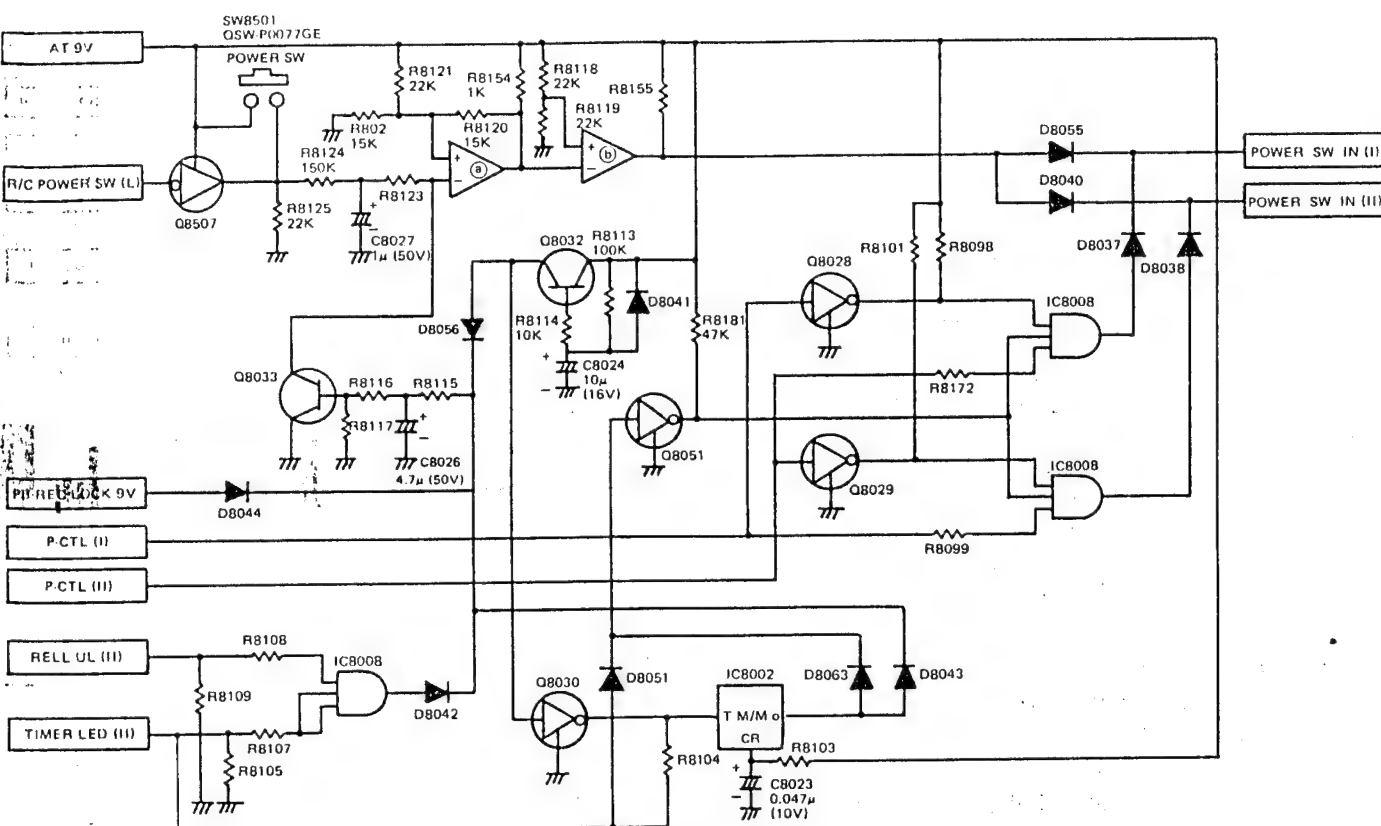 SW8501
QSW-P0077GE
POWER SW
AT 9V
R8121
22K
R8154
1K
R8118
22K
R8155
R8119
22K
R802
15K
R8120
15K
R8124
150K
R/C POWER SW (L)
+
-
a
+
-
b
D8055
POWER SW IN (I)
D8040
POWER SW IN (II)
Q8507
R8125
22K
R8123
+
-
C8027
1μ (50V)
Q8032
R8113
100K
R8101
R8098
D8037
D8038
Q8028
D8056
R8114
10K
D8041
R8181
47K
IC8008
+
-
C8024
10μ
(16V)
Q8033
R8116
R8115
R8172
R8117
+
-
C8026
4.7μ (50V)
Q8051
Q8029
IC8008
LOCK 9V
D8044
P-CTL (I)
R8099
P-CTL (II)
RELL UL (II)
R8108
IC8008
R8109
D8042
Q8030
D8051
IC8002
D8063
D8043
T M/M o
CR
TIMER LED (II)
R8107
R8105
R8104
R8103
+
-
C8023
0.047μ
(10V)